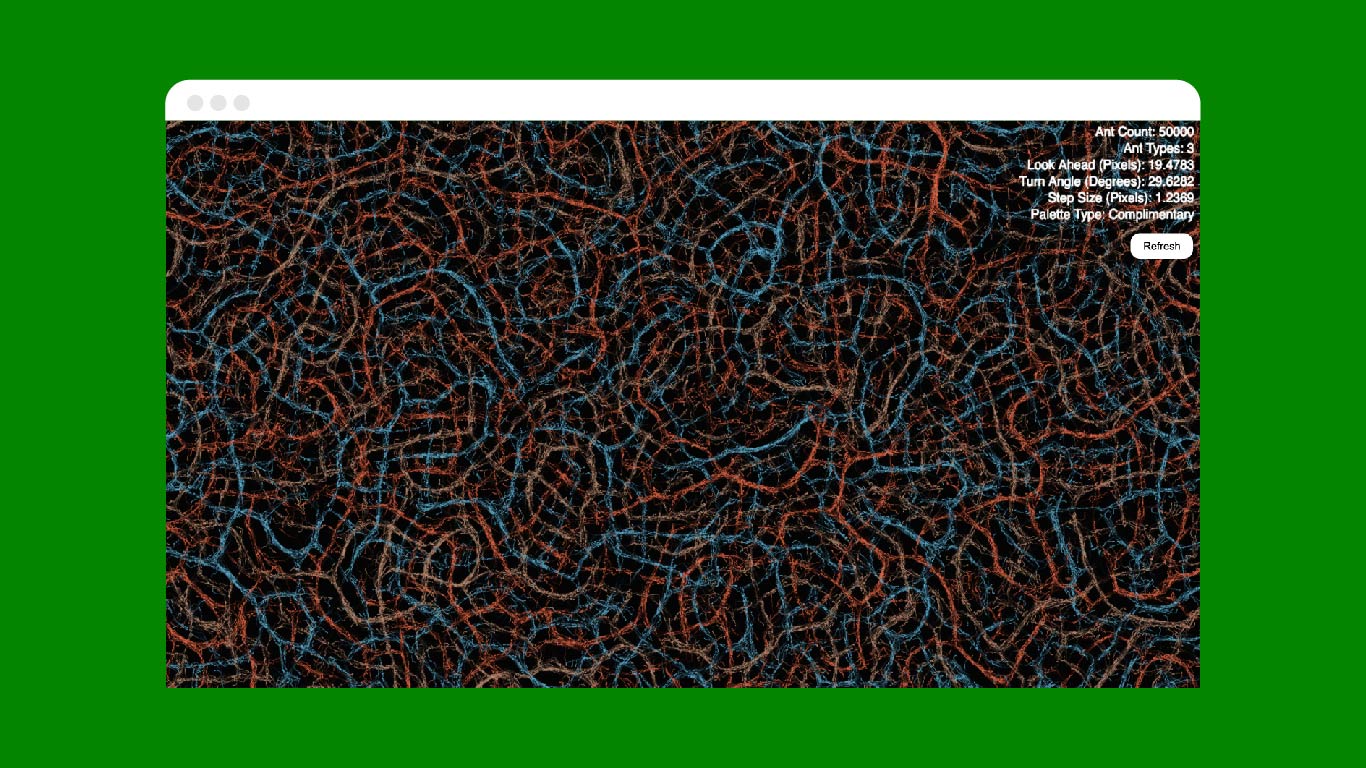 Ant Count: 50000
Ant Types: 3
Look Ahead (Pixels): 19.4783
Turn Angle (Degrees): 29.6282
Step Size (Pixels): 1.2369
Palette Type: Complimentary
Refresh